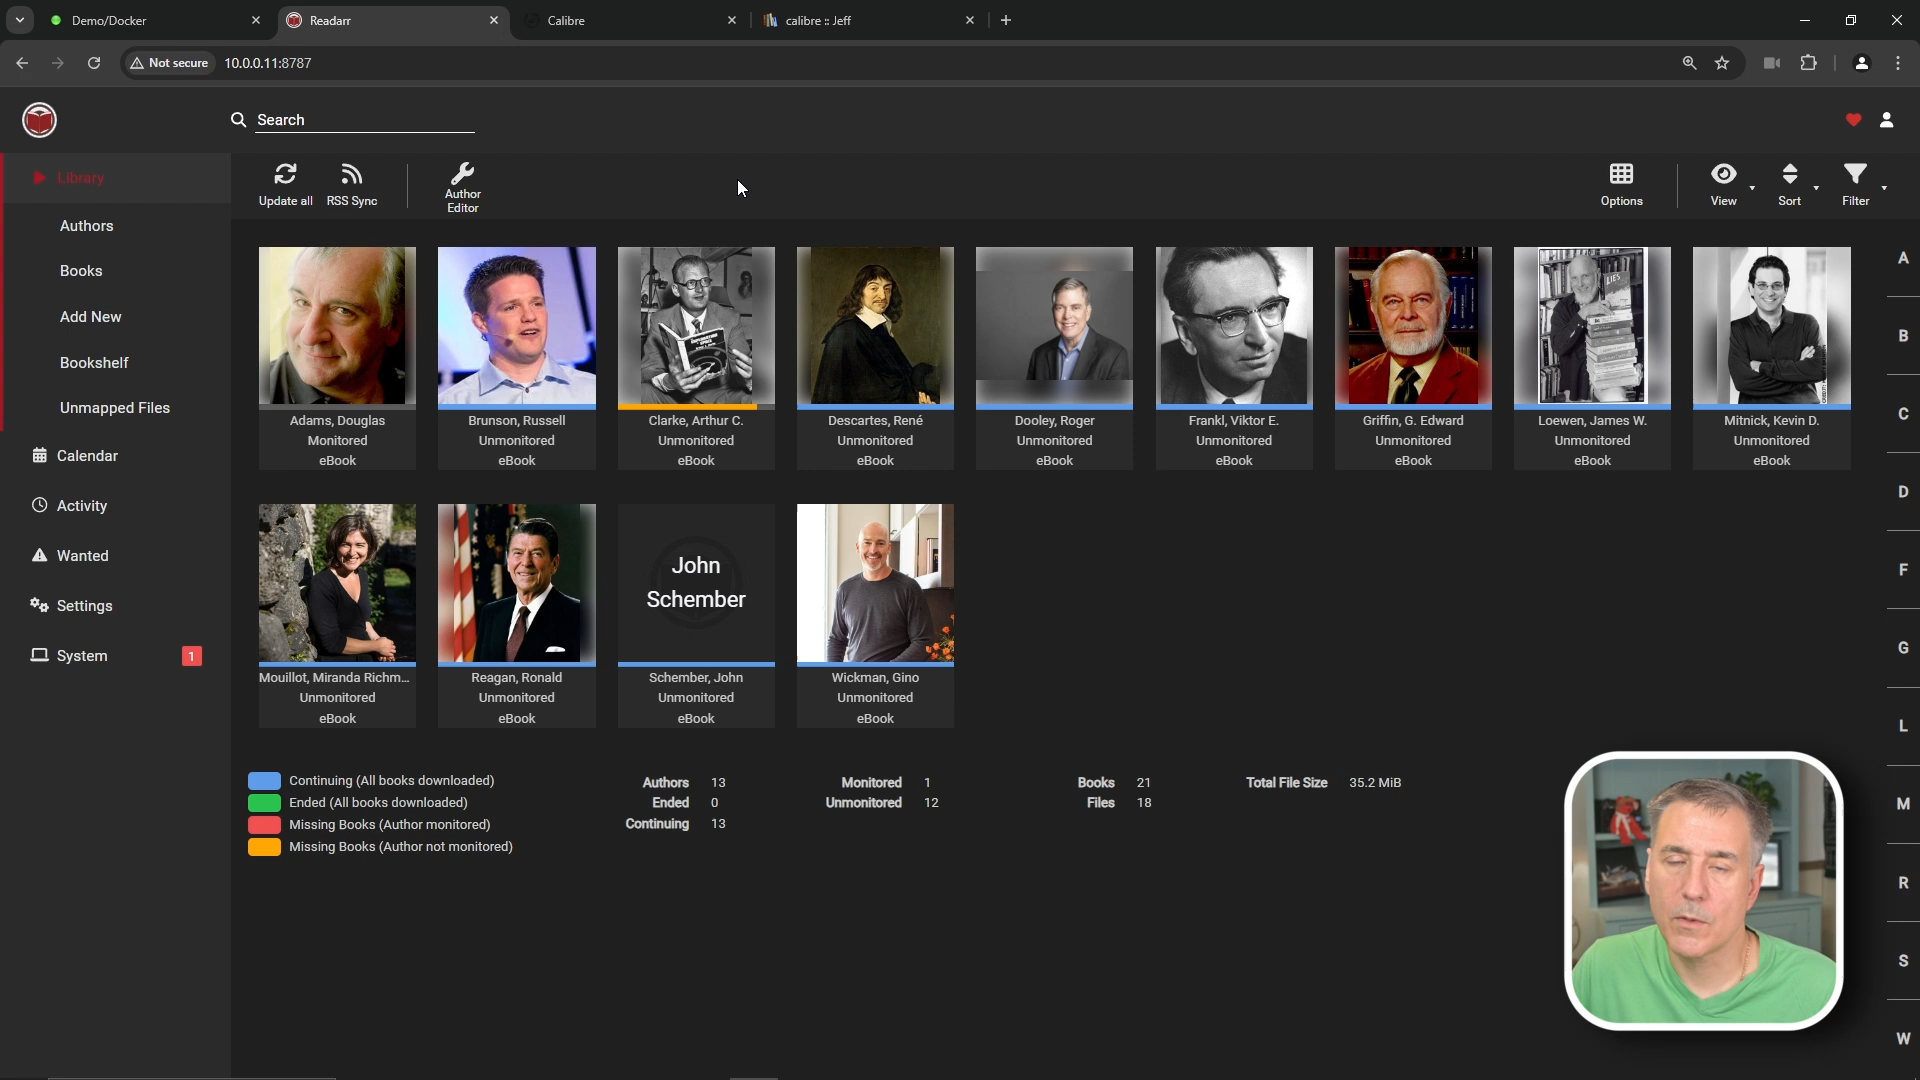 Demo/Docker
Readarr
Calibre
calibre :: Jeff
Not secure
10.0.0.11:8787
Search
Library
Authors
Books
Add New
Bookshelf
Unmapped Files
Calendar
Activity
Wanted
Settings
System
1
Update all
RSS Sync
Author
Editor
Options
View
Sort
Filter
Adams, Douglas
Monitored
eBook
Brunson, Russell
Unmonitored
eBook
Clarke, Arthur C.
Unmonitored
eBook
Descartes, René
Unmonitored
eBook
Dooley, Roger
Unmonitored
eBook
Frankl, Viktor E.
Unmonitored
eBook
Griffin, G. Edward
Unmonitored
eBook
LIES
Loewen, James W.
Unmonitored
eBook
Mitnick, Kevin D.
Unmonitored
eBook
Mouillot, Miranda Richm...
Unmonitored
eBook
Reagan, Ronald
Unmonitored
eBook
John
Schember
Schember, John
Unmonitored
eBook
Wickman, Gino
Unmonitored
eBook
Continuing (All books downloaded)
Ended (All books downloaded)
Missing Books (Author monitored)
Missing Books (Author not monitored)
Authors 13
Ended 0
Continuing 13
Monitored 1
Unmonitored 12
Books 21
Files 18
Total File Size 35.2 MiB
A
B
C
D
F
G
L
M
R
S
W